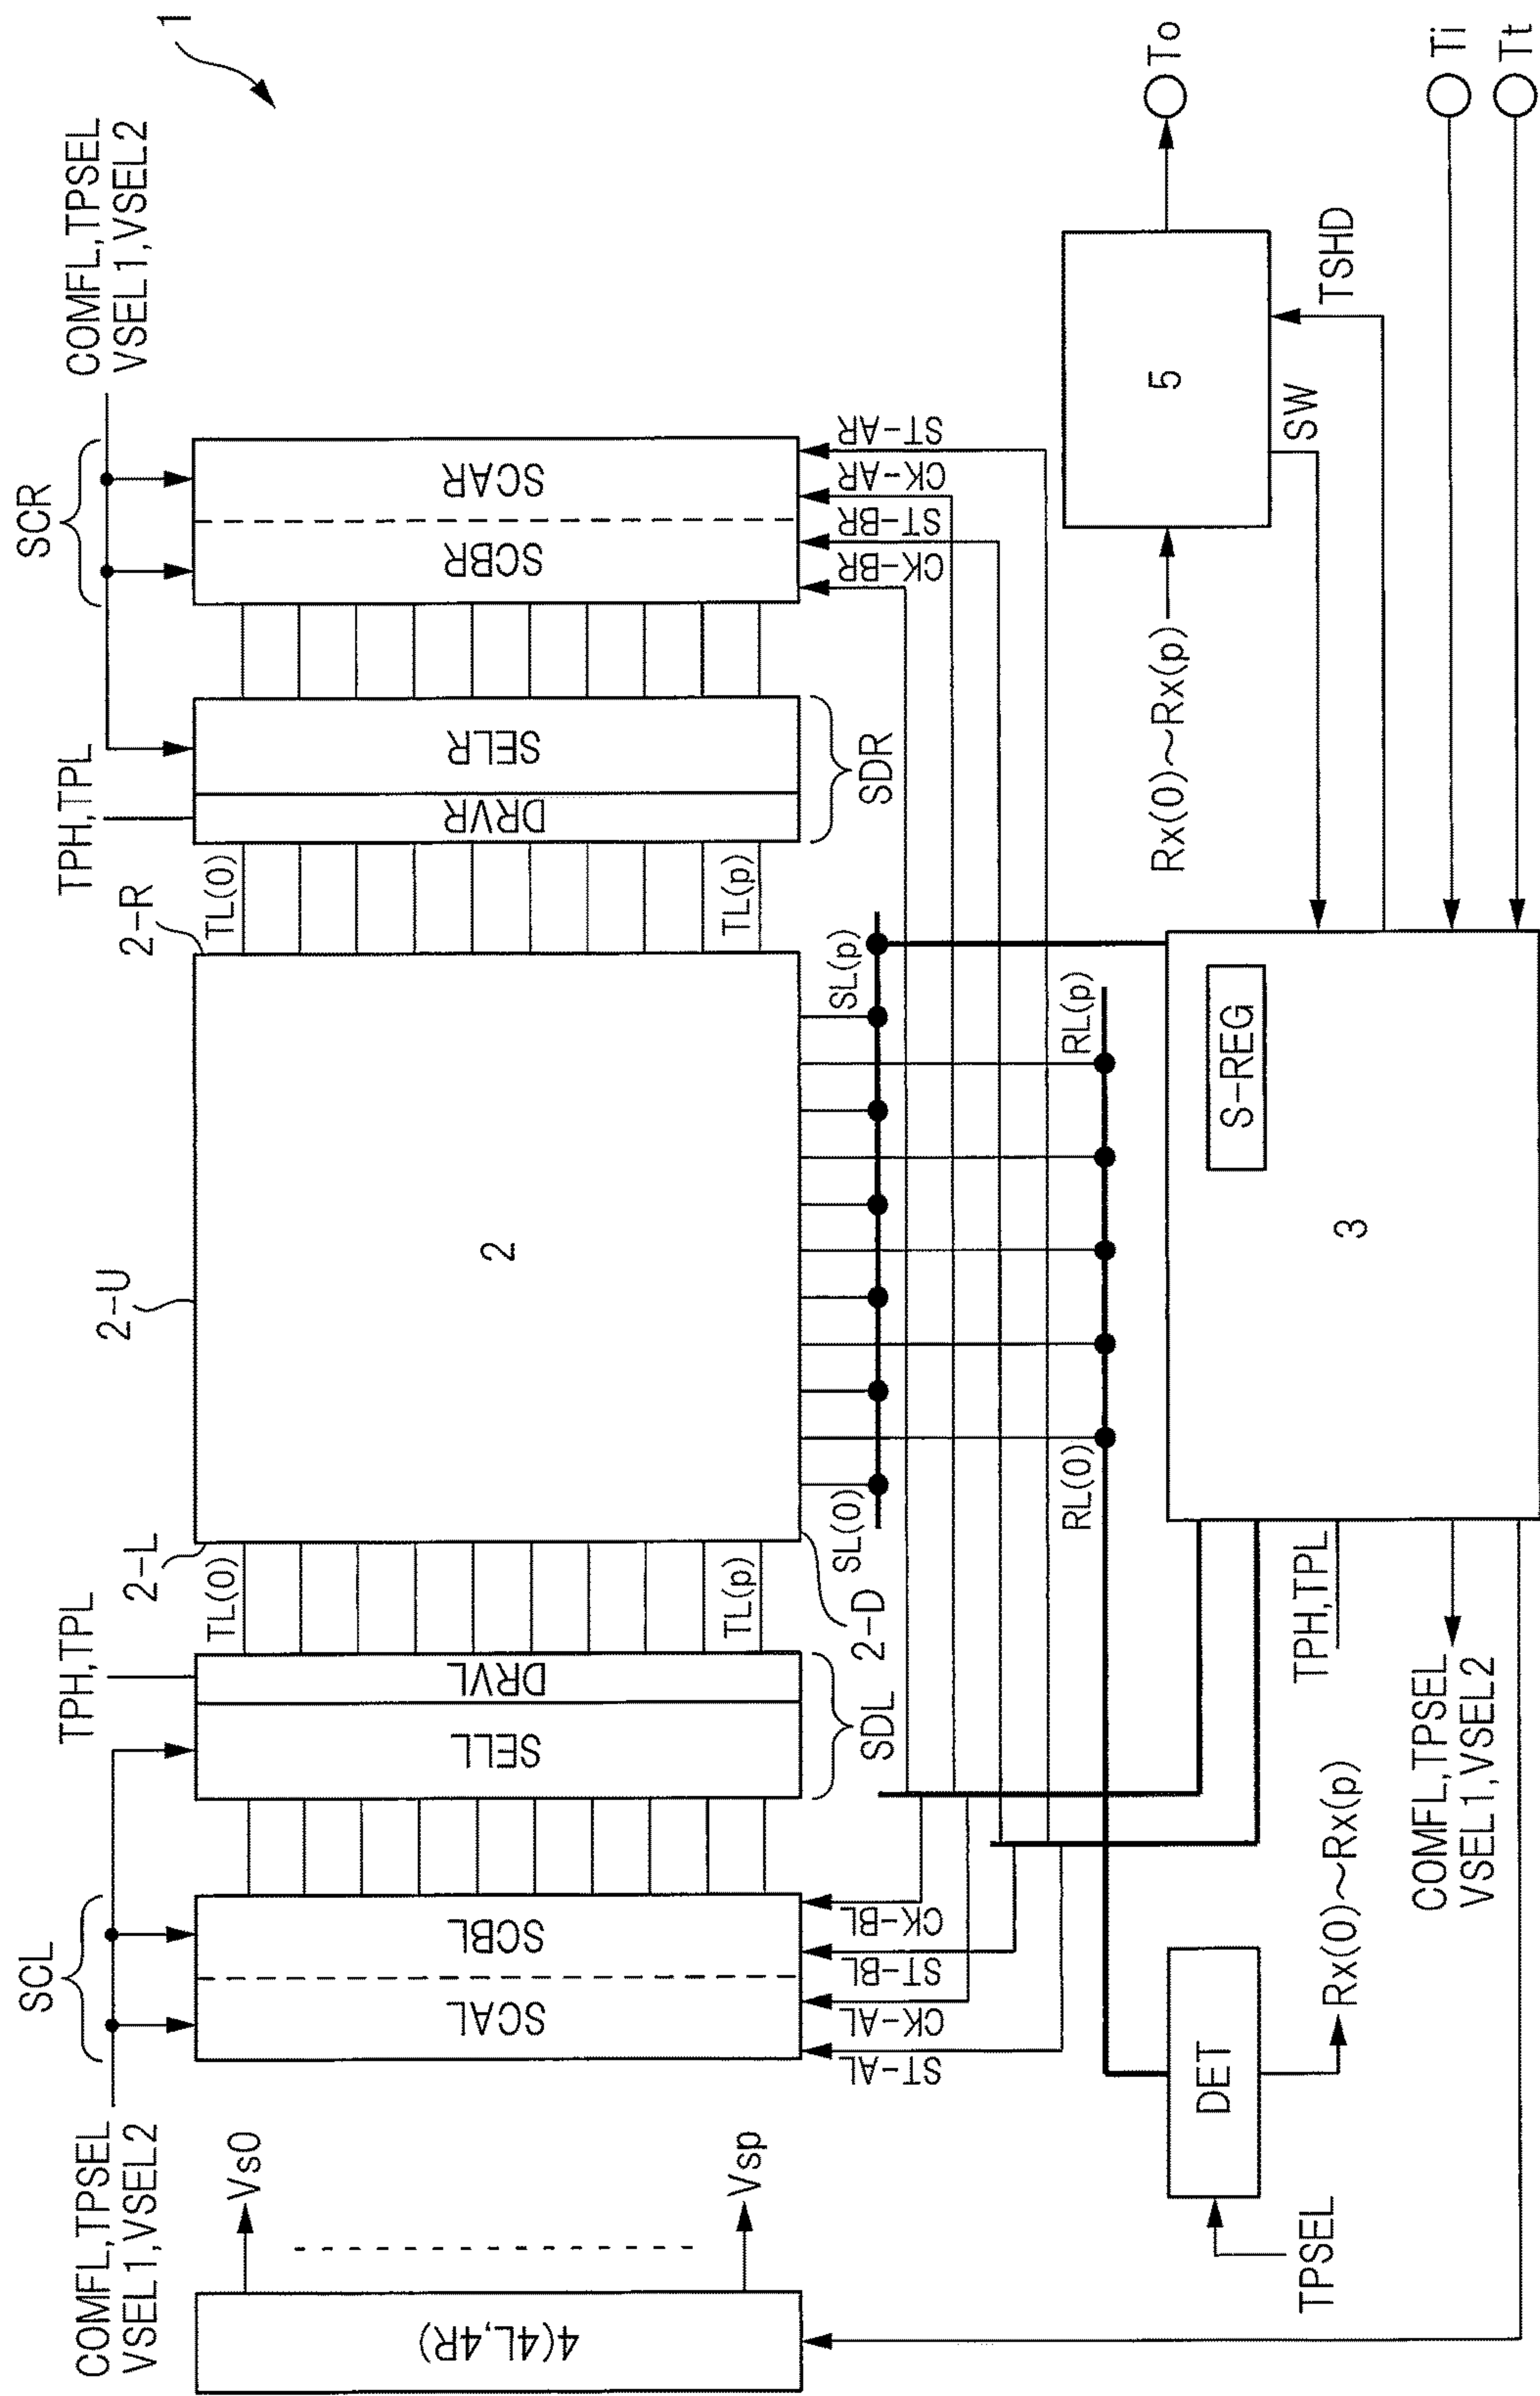 1
COMFL,TPSEL
VSEL1,VSEL2
SCL
TPH,TPL
2-L
2-U
2-R
TPH,TPL
SCR
COMFL,TPSEL
VSEL1,VSEL2
Vs0
Vsp
4(4L,4R)
SCAL
SCBL
SELL
DRVL
TL(0)
TL(p)
2
TL(0)
TL(p)
DRVR
SELR
SCBR
SCAR
ST-AL
CK-AL
ST-BL
CK-BL
SDL
2-D
SL(0)
SL(p)
SDR
CK-BR
ST-BR
CK-AR
ST-AR
RL(0)
RL(p)
TPSEL
DET
Rx(0)~Rx(p)
TPH,TPL
COMFL,TPSEL
VSEL1,VSEL2
S-REG
3
Rx(0)~Rx(p)
5
SW
TSHD
To
Ti
Tt